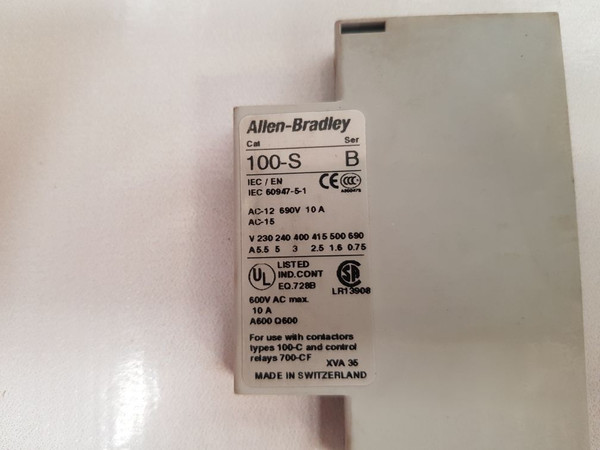 Allen-Bradley
Cat Ser
100-S B
IEC / EN
IEC 60947-5-1
CE CCC
AC-12 690V 10 A
AC-15
V 230 240 400 415 500 690
A 5.5 5 3 2.5 1.6 0.75
UL LISTED
IND.CONT
EQ.728B
LR13908
600V AC max.
10 A
A600 Q600
For use with contactors
types 100-C and control
relays 700-CF
XVA 35
MADE IN SWITZERLAND